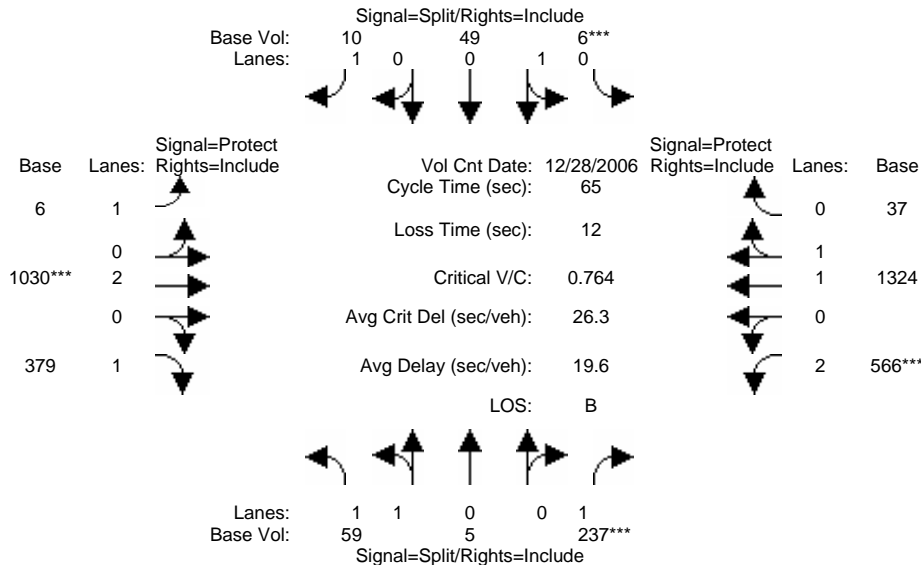 Signal=Split/Rights=Include
Base Vol: 10 49 6***
Lanes: 1 0 0 1 0
Signal=Protect Signal=Protect
Base Lanes: Rights=Include Vol Cnt Date: 12/28/2006 Rights=Include Lanes: Base
Cycle Time (sec): 65
6 1 0 37
Loss Time (sec): 12
0 1
1030*** 2 Critical V/C: 0.764 1 1324
0 Avg Crit Del (sec/veh): 26.3 0
379 1 Avg Delay (sec/veh): 19.6 2 566***
LOS: B
Lanes: 1 1 0 0 1
Base Vol: 59 5 237***
Signal=Split/Rights=Include